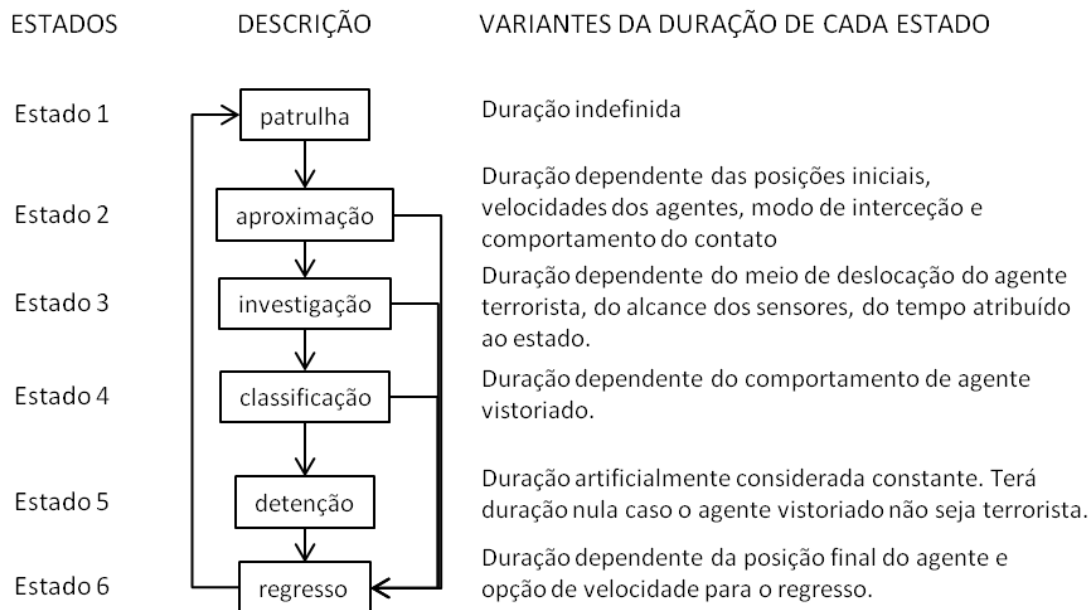 ESTADOS DESCRIÇÃO VARIANTES DA DURAÇÃO DE CADA ESTADO
Estado 1 patrulha Duração indefinida
Estado 2 aproximação Duração dependente das posições iniciais,
velocidades dos agentes, modo de interceção e
comportamento do contato
Estado 3 investigação Duração dependente do meio de deslocação do agente
terrorista, do alcance dos sensores, do tempo atribuído
ao estado.
Estado 4 classificação Duração dependente do comportamento de agente
vistoriado.
Estado 5 detenção Duração artificialmente considerada constante. Terá
duração nula caso o agente vistoriado não seja terrorista.
Estado 6 regresso Duração dependente da posição final do agente e
opção de velocidade para o regresso.